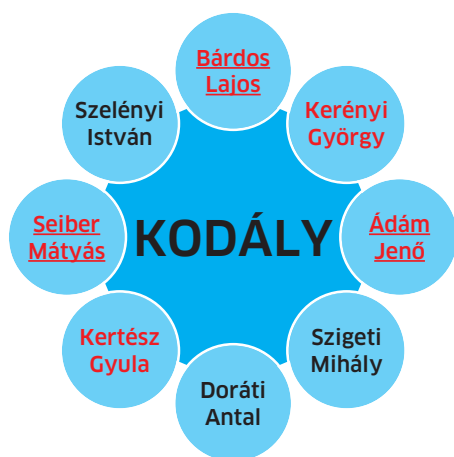 Bárdos
Lajos
Szelényi
István
Kerényi
György
Seiber
Mátyás
KODÁLY
Ádám
Jenő
Kertész
Gyula
Szigeti
Mihály
Doráti
Antal